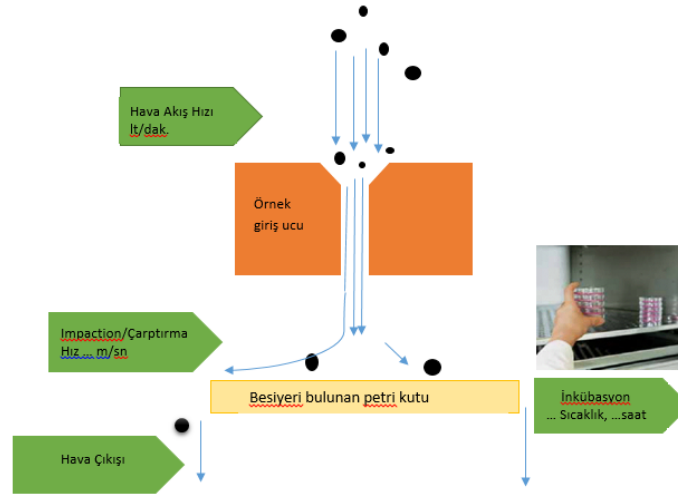 Hava Akış Hızı
lt/dak.
Örnek
giriş ucu
Impaction/Çarptırma
Hız ... m/sn
Besiyeri bulunan petri kutu
İnkübasyon
... Sıcaklık, ...saat
Hava Çıkışı